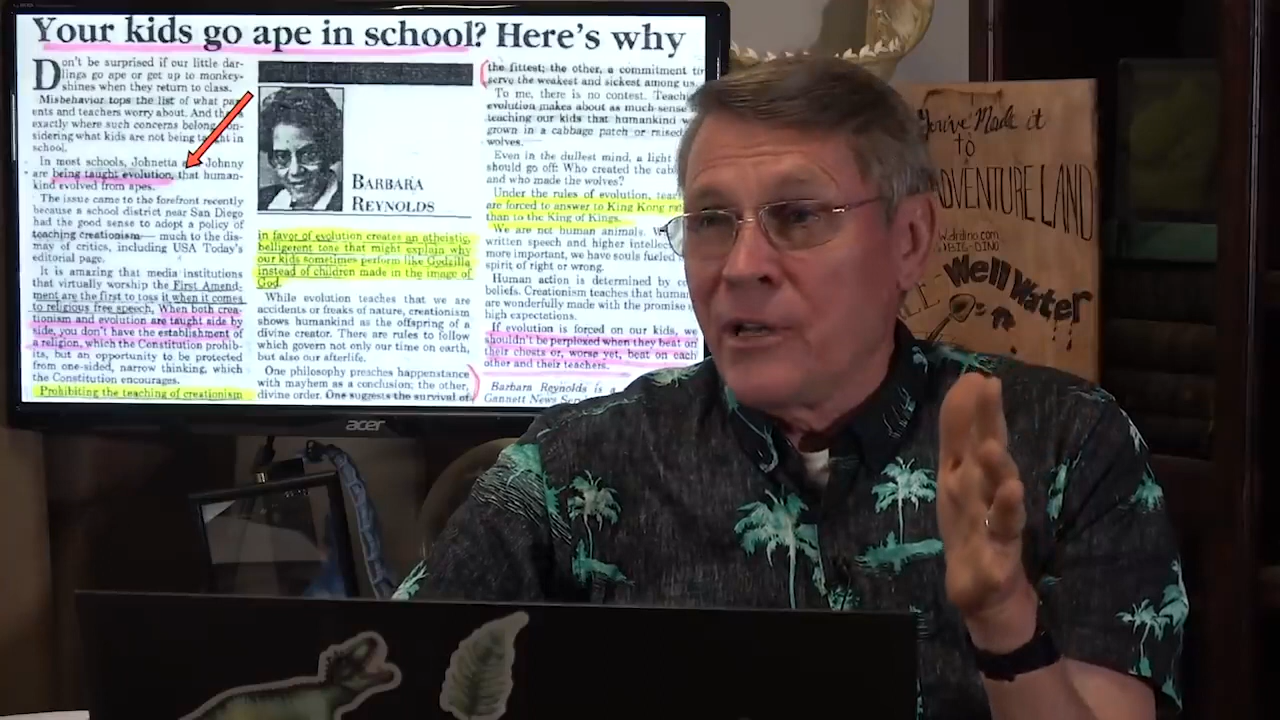 Your kids go ape in school? Here's why
Don't be surprised if our little dar-
lings go ape or get up to monkey-
shines when they return to class.
Misbehavior tops the list of what par
ents and teachers worry about. And th
exactly where such concerns belong
sidering what kids are not being taught in
school.
In most schools, Johnetta Johnny
are being taught evolution, that human-
kind evolved from apes.
The issue came to the forefront recently
because a school district near San Diego
had the good sense to adopt a policy of
teaching creationism — much to the dis-
may of critics, including USA Today's
editorial page.
It is amazing that media institutions
that virtually worship the First Amend-
ment are the first to toss it when it comes
to religious free speech. When both crea-
tionism and evolution are taught side by
side, you don't have the establishment of
a religion, which the Constitution prohib-
its, but an opportunity to be protected
from one-sided, narrow thinking, which
the Constitution encourages.
Prohibiting the teaching of creationism
BARBARA
REYNOLDS
in favor of evolution creates an atheistic,
belligerent tone that might explain why
our kids sometimes perform like Godzilla
instead of children made in the image of
God.
While evolution teaches that we are
accidents or freaks of nature, creationism
shows humankind as the offspring of a
divine creator. There are rules to follow
which govern not only our time on earth,
but also our afterlife.
One philosophy preaches happenstance
with mayhem as a conclusion; the other,
divine order. One suggests the survival of
the fittest; the other, a commitment to
serve the weakest and sickest among us.
To me, there is no contest. Teach
evolution makes about as much sense
teaching our kids that humankind w
grown in a cabbage patch or raised
wolves.
Even in the dullest mind, a light
should go off: Who created the cab
and who made the wolves?
Under the rules of evolution, tea
are forced to answer to King Kong
than to the King of Kings.
We are not human animals. W
written speech and higher intellec
more important, we have souls fueled
spirit of right or wrong.
Human action is determined by
beliefs. Creationism teaches that human
are wonderfully made with the promise
high expectations.
If evolution is forced on our kids, we
shouldn't be perplexed when they beat on
their chests or, worse yet, beat on each
other and their teachers.
Barbara Reynolds is a
Gannett News Ser
acer
You've Made it
to
ADVENTURE LAND
drdino.com
BIG-DINO
Well Water